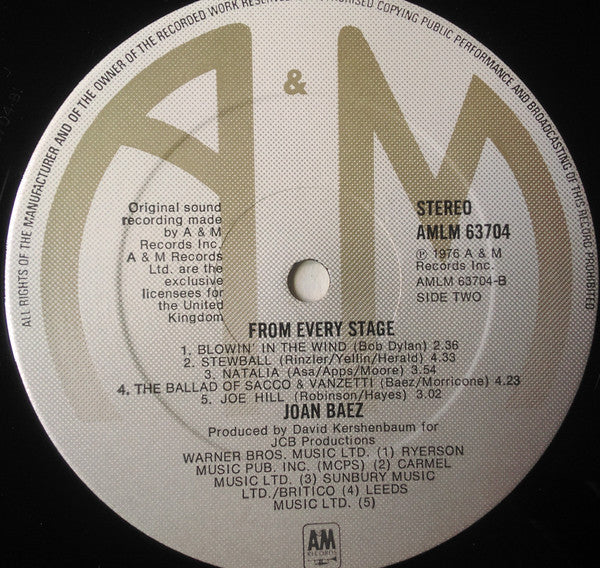 ALL RIGHTS OF THE MANUFACTURER AND OF THE OWNER OF THE RECORDED WORK RESERVED
COPYING PUBLIC PERFORMANCE AND BROADCASTING OF THIS RECORD PROHIBITED
A & M
Original sound
recording made
by A & M
Records Inc.
A & M Records
Ltd. are the
exclusive
licensees for
the United
Kingdom
STEREO
AMLM 63704
℗ 1976 A & M
Records Inc.
AMLM 63704-B
SIDE TWO
FROM EVERY STAGE
1. BLOWIN' IN THE WIND (Bob Dylan) 2.36
2. STEWBALL (Rinzler/Yellin/Herald) 4.33
3. NATALIA (Asa/Apps/Moore) 3.54
4. THE BALLAD OF SACCO & VANZETTI (Baez/Morricone) 4.23
5. JOE HILL (Robinson/Hayes) 3.02
JOAN BAEZ
Produced by David Kershenbaum for
JCB Productions
WARNER BROS. MUSIC LTD. (1) RYERSON
MUSIC PUB. INC. (MCPS) (2) CARMEL
MUSIC LTD. (3) SUNBURY MUSIC
LTD./BRITICO (4) LEEDS
MUSIC LTD. (5)
AM
RECORDS